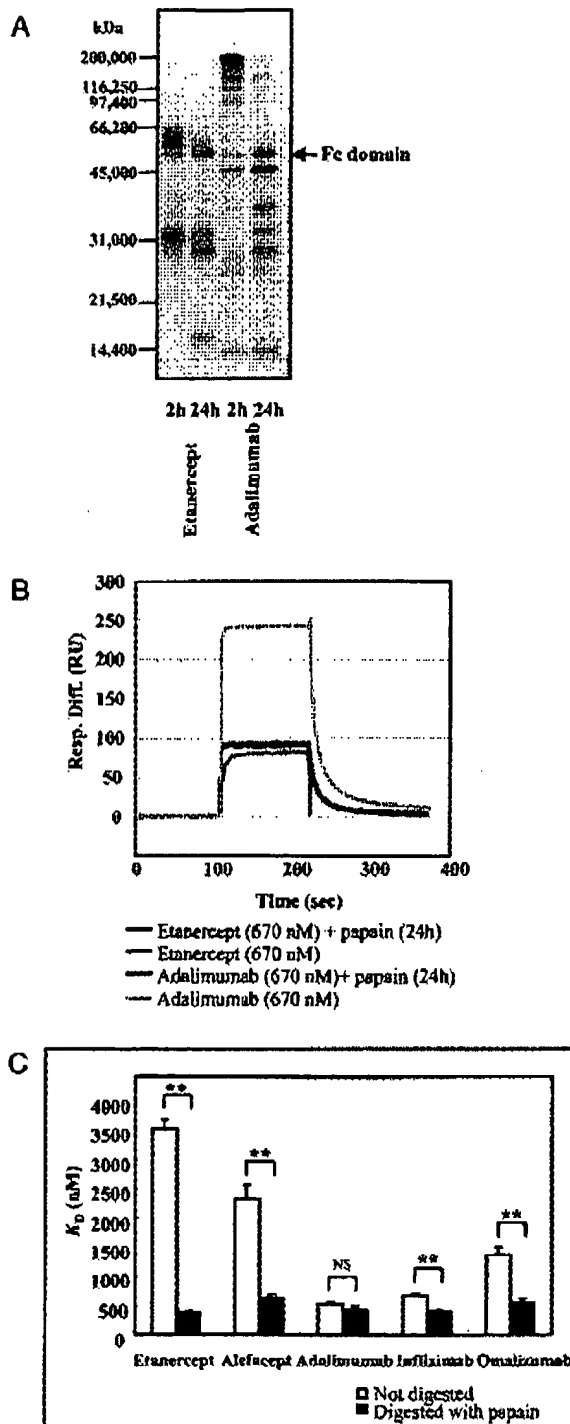 A
kDa
200,000
116,250
97,400
66,200
Fc domain
45,000
31,000
21,500
14,400
2h 24h 2h 24h
Etanercept
Adalimumab
B
Resp. Diff. (RU)
300
250
200
150
100
50
0
0 100 200 300 400
Time (sec)
Etanercept (670 nM) + papain (24h)
Etanercept (670 nM)
Adalimumab (670 nM)+ papain (24h)
Adalimumab (670 nM)
C
KD (nM)
4000
3500
3000
2500
2000
1500
1000
500
0
**
**
NS
**
**
Etanercept Alefacept Adalimumab Infliximab Omalizumab
Not digested
Digested with papain